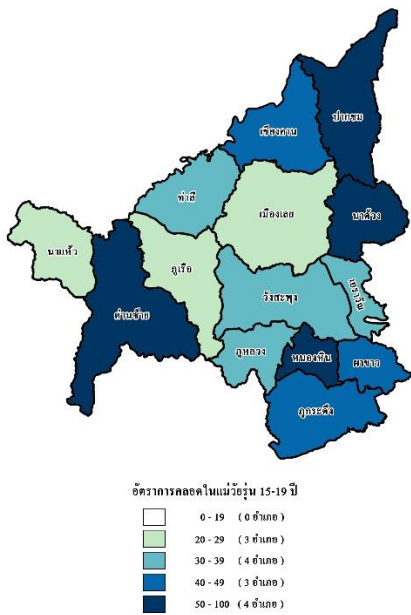 ปากชม
เชียงคาน
ท่าลี่
เมืองเลย
นาด้วง
นาแห้ว
ภูเรือ
เอราวัณ
วังสะพุง
ด่านซ้าย
ภูหลวง
หนองหิน
ผาขาว
ภูกระดึง
อัตราการคลอดในแม่วัยรุ่น 15-19 ปี
0 - 19 ( 0 อำเภอ )
20 - 29 ( 3 อำเภอ )
30 - 39 ( 4 อำเภอ )
40 - 49 ( 3 อำเภอ )
50 - 100 ( 4 อำเภอ )